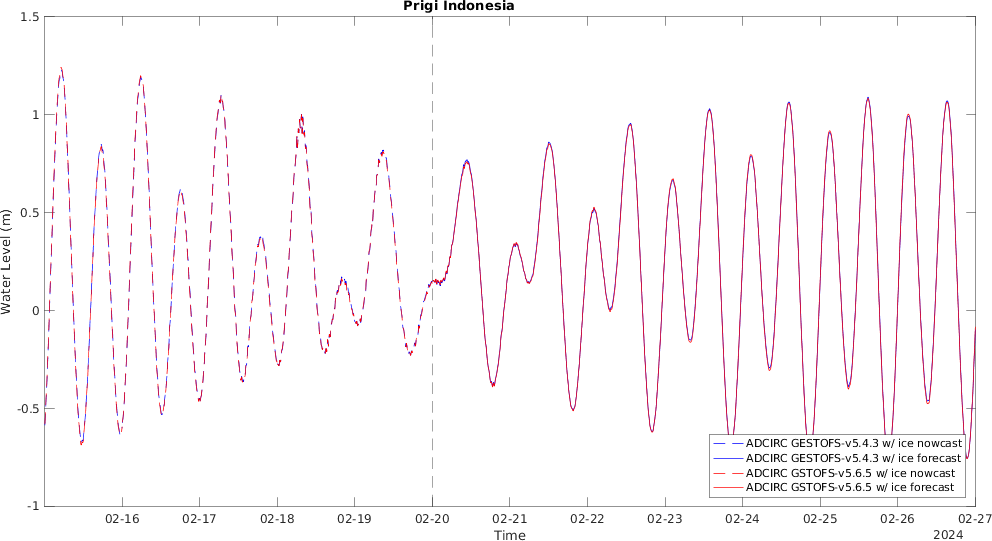 Prigi Indonesia
Water Level (m)
1.5
1
0.5
0
-0.5
-1
ADCIRC GESTOFS-v5.4.3 w/ ice nowcast
ADCIRC GESTOFS-v5.4.3 w/ ice forecast
ADCIRC GSTOFS-v5.6.5 w/ ice nowcast
ADCIRC GSTOFS-v5.6.5 w/ ice forecast
02-16 02-17 02-18 02-19 02-20 02-21 02-22 02-23 02-24 02-25 02-26 02-27
Time
2024